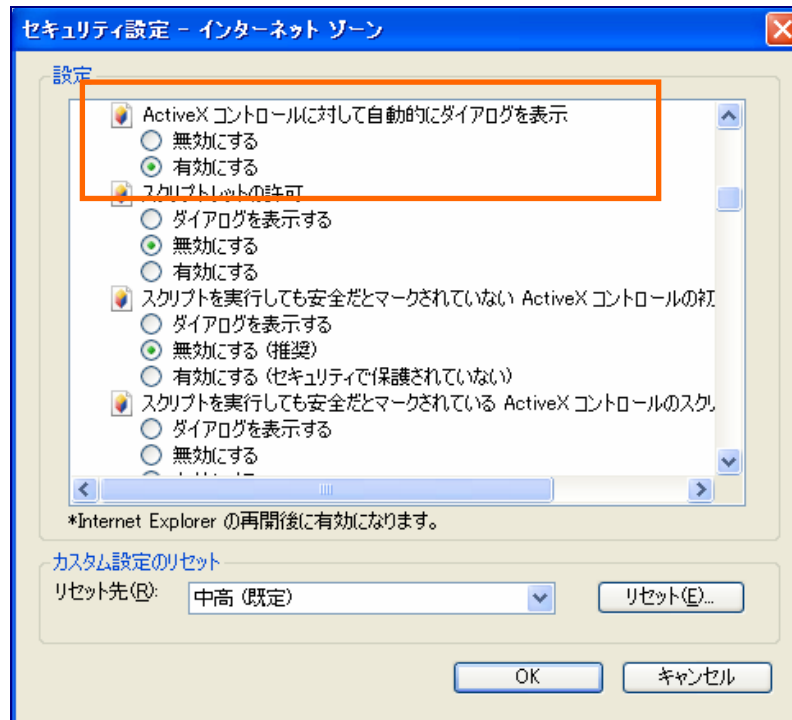 セキュリティ設定 - インターネット ゾーン
設定
ActiveX コントロールに対して自動的にダイアログを表示
無効にする
有効にする
スクリプトレットの許可
ダイアログを表示する
無効にする
有効にする
スクリプトを実行しても安全だとマークされていない ActiveX コントロールの初
ダイアログを表示する
無効にする (推奨)
有効にする (セキュリティで保護されていない)
スクリプトを実行しても安全だとマークされている ActiveX コントロールのスクリ
ダイアログを表示する
無効にする
*Internet Explorer の再開後に有効になります。
カスタム設定のリセット
リセット先(R):
中高 (既定)
リセット(E)...
OK
キャンセル